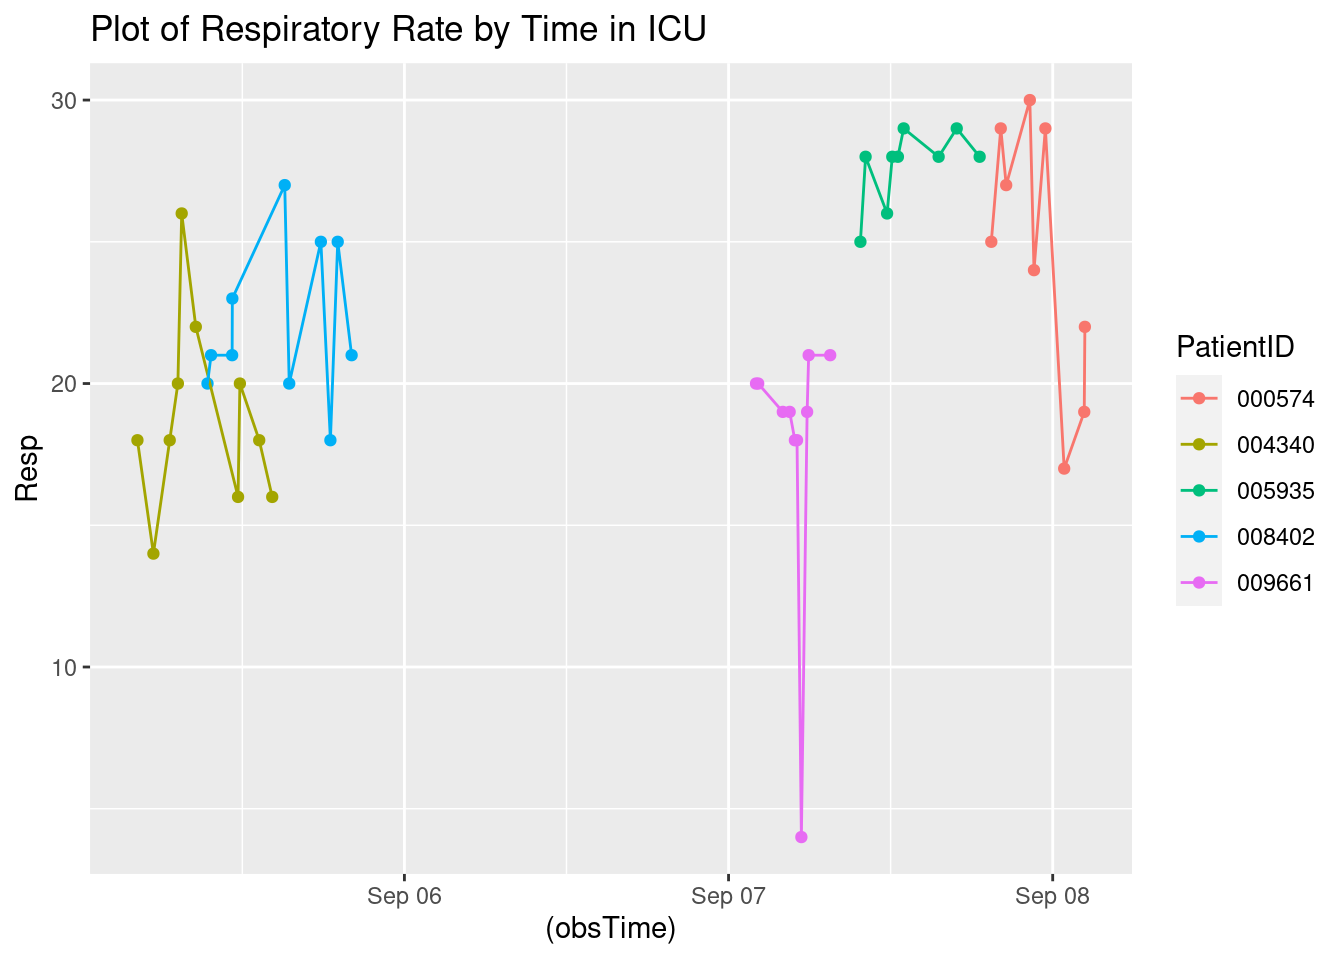 Plot of Respiratory Rate by Time in ICU
30
20
10
Resp
Sep 06
Sep 07
Sep 08
(obsTime)
PatientID
000574
004340
005935
008402
009661